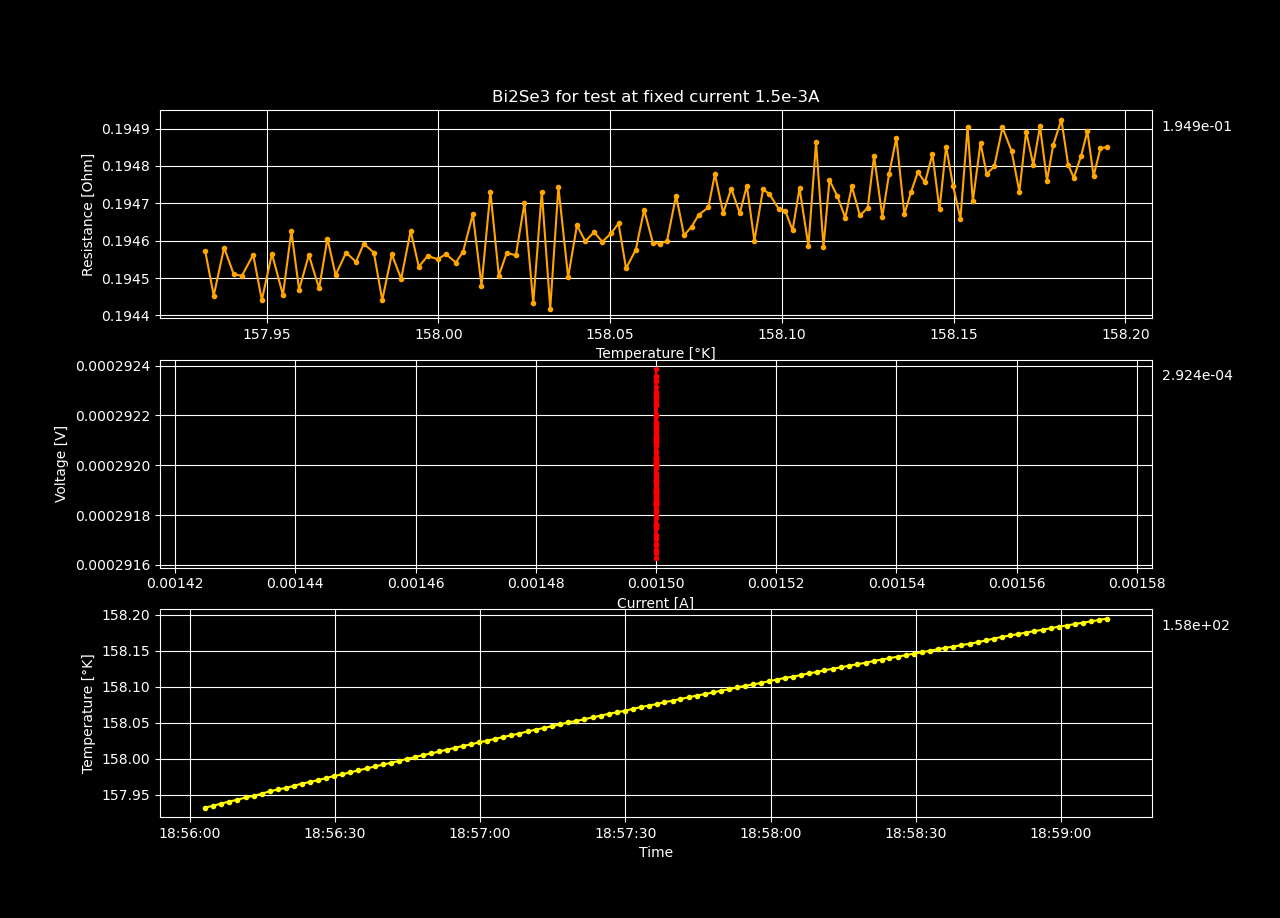 Bi2Se3 for test at fixed current 1.5e-3A
0.1949
0.1948
0.1947
0.1946
0.1945
0.1944
Resistance [Ohm]
1.949e-01
157.95 158.00 158.05 158.10 158.15 158.20
Temperature [°K]
0.0002924
0.0002922
0.0002920
0.0002918
0.0002916
Voltage [V]
2.924e-04
0.00142 0.00144 0.00146 0.00148 0.00150 0.00152 0.00154 0.00156 0.00158
Current [A]
158.20
158.15
158.10
158.05
158.00
157.95
Temperature [°K]
1.58e+02
18:56:00 18:56:30 18:57:00 18:57:30 18:58:00 18:58:30 18:59:00
Time